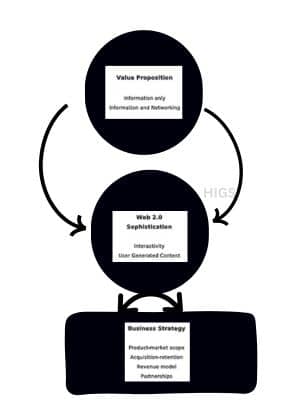 Value Proposition
Information only
Information and Networking
HIGS
Web 2.0
Sophistication
Interactivity
User Generated Content
Business Strategy
Product-market scope
Acquisition-retention
Revenue model
Partnerships